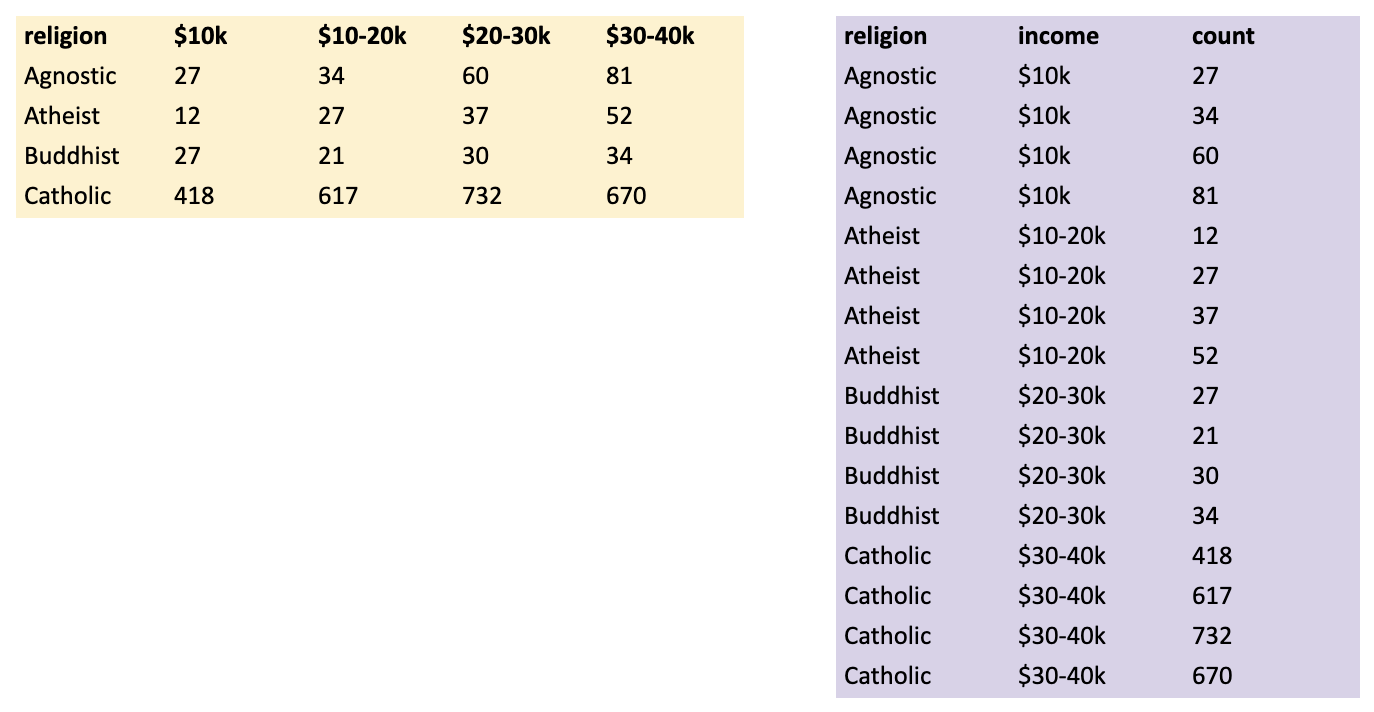 religion $10k $10-20k $20-30k $30-40k
Agnostic 27 34 60 81
Atheist 12 27 37 52
Buddhist 27 21 30 34
Catholic 418 617 732 670
religion income count
Agnostic $10k 27
Agnostic $10k 34
Agnostic $10k 60
Agnostic $10k 81
Atheist $10-20k 12
Atheist $10-20k 27
Atheist $10-20k 37
Atheist $10-20k 52
Buddhist $20-30k 27
Buddhist $20-30k 21
Buddhist $20-30k 30
Buddhist $20-30k 34
Catholic $30-40k 418
Catholic $30-40k 617
Catholic $30-40k 732
Catholic $30-40k 670